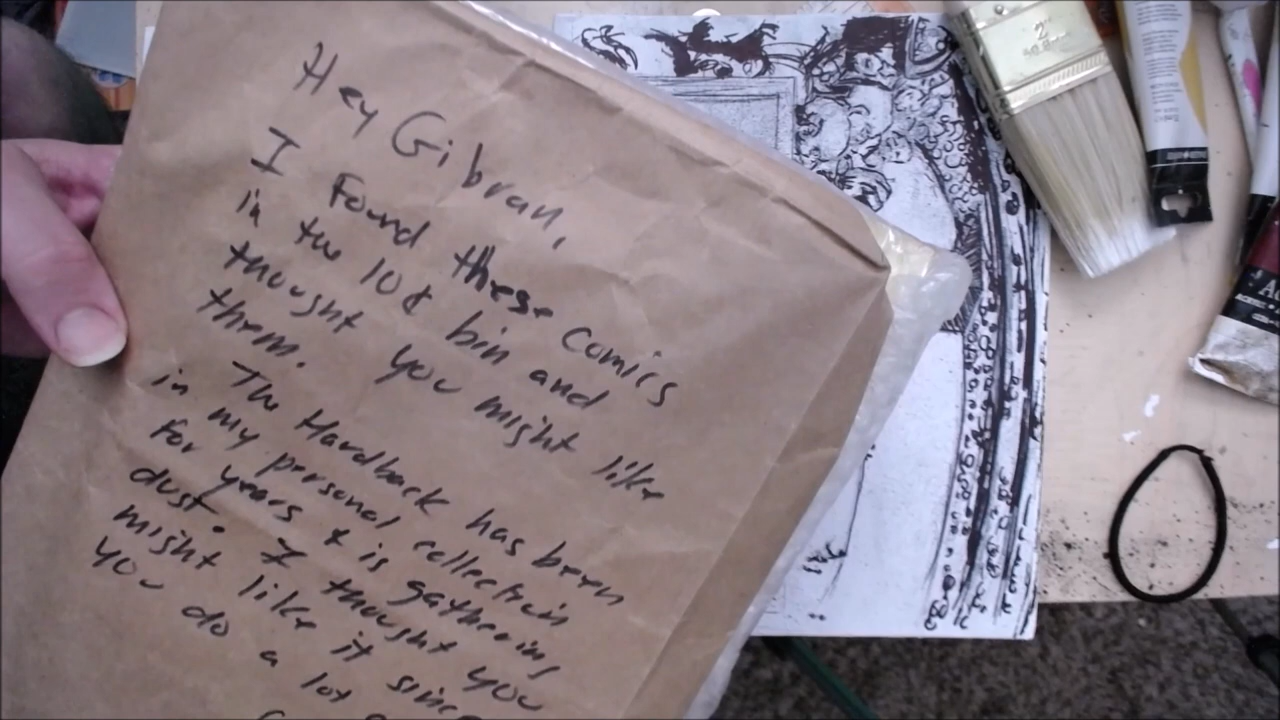 Hey Gibran,
I Found these Comics
in the 10¢ bin and
thought you might like
them.
The Hardback has been
in my personal collection
for years & is gathering
dust. I thought you
might like it since
you do a lot
2"